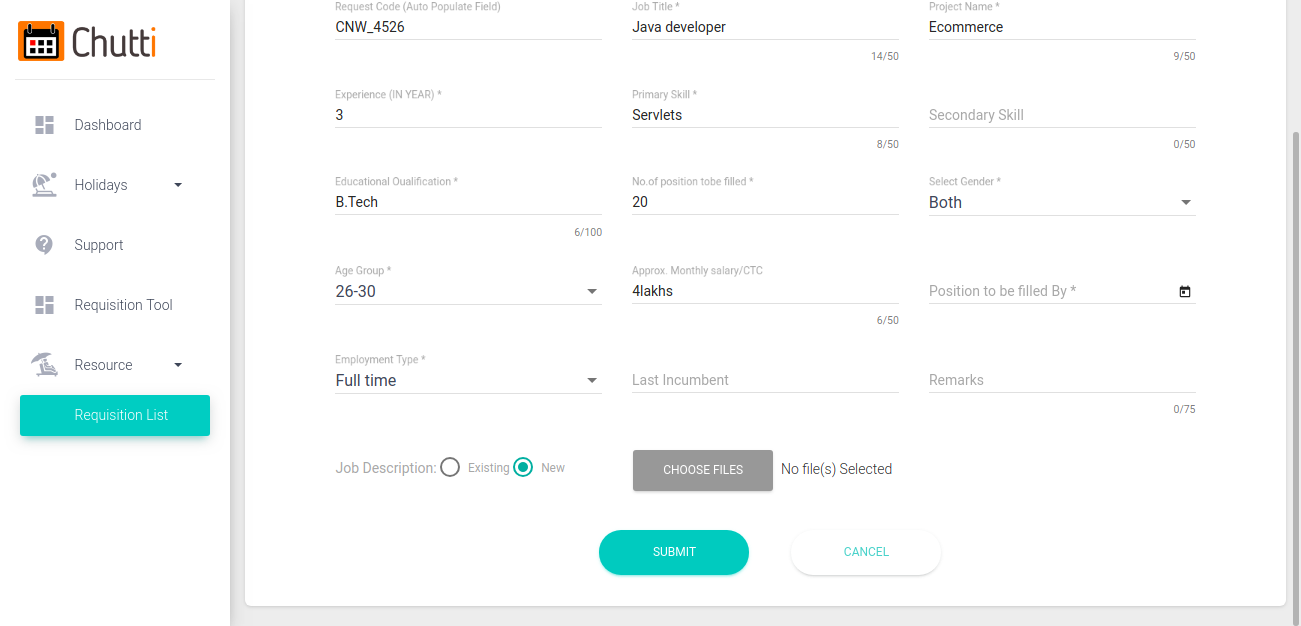 Chutti
Dashboard
Holidays
Support
Requisition Tool
Resource
Requisition List
Request Code (Auto Populate Field) Job Title * Project Name *
CNW_4526 Java developer Ecommerce
14/50 9/50
Experience (IN YEAR) * Primary Skill *
3 Servlets Secondary Skill
8/50 0/50
Educational Qualification * No.of position tobe filled * Select Gender *
B.Tech 20 Both
6/100
Age Group * Approx. Monthly salary/CTC
26-30 4lakhs Position to be filled By *
6/50
Employment Type *
Full time Last Incumbent Remarks
0/75
Job Description: Existing New CHOOSE FILES No file(s) Selected
SUBMIT CANCEL